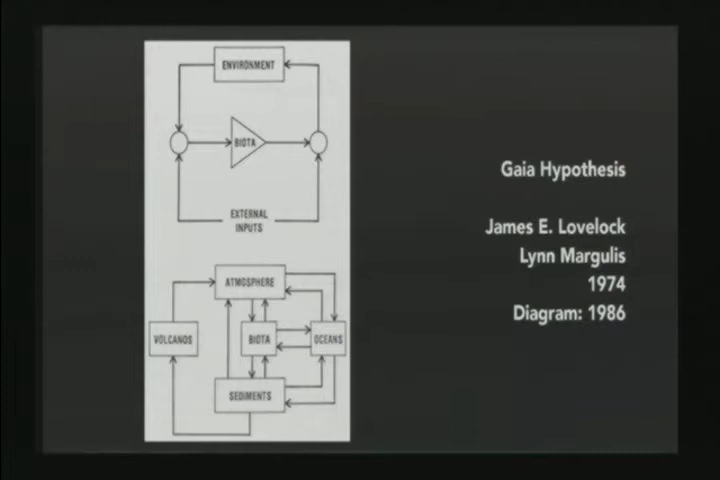 ENVIRONMENT
BIOTA
EXTERNAL
INPUTS
ATMOSPHERE
VOLCANOS
BIOTA
OCEANS
SEDIMENTS
Gaia Hypothesis
James E. Lovelock
Lynn Margulis
1974
Diagram: 1986